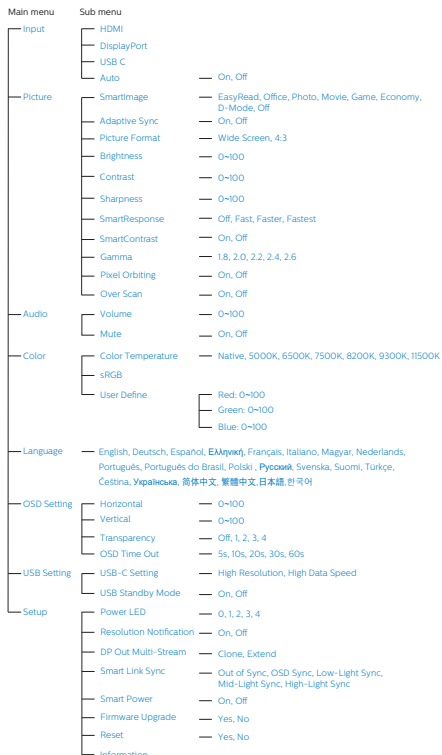 Main menu Sub menu
Input HDMI
DisplayPort
USB C
Auto On, Off
Picture SmartImage EasyRead, Office, Photo, Movie, Game, Economy,
D-Mode, Off
Adaptive Sync On, Off
Picture Format Wide Screen, 4:3
Brightness 0~100
Contrast 0~100
Sharpness 0~100
SmartResponse Off, Fast, Faster, Fastest
SmartContrast On, Off
Gamma 1.8, 2.0, 2.2, 2.4, 2.6
Pixel Orbiting On, Off
Over Scan On, Off
Audio Volume 0~100
Mute On, Off
Color Color Temperature Native, 5000K, 6500K, 7500K, 8200K, 9300K, 11500K
sRGB
User Define Red: 0~100
Green: 0~100
Blue: 0~100
Language English, Deutsch, Español, Ελληνική, Français, Italiano, Magyar, Nederlands,
Português, Português do Brasil, Polski , Русский, Svenska, Suomi, Türkçe,
Čeština, Українська, 简体中文, 繁體中文,日本語,한국어
OSD Setting Horizontal 0~100
Vertical 0~100
Transparency Off, 1, 2, 3, 4
OSD Time Out 5s, 10s, 20s, 30s, 60s
USB Setting USB-C Setting High Resolution, High Data Speed
USB Standby Mode On, Off
Setup Power LED 0, 1, 2, 3, 4
Resolution Notification On, Off
DP Out Multi-Stream Clone, Extend
Smart Link Sync Out of Sync, OSD Sync, Low-Light Sync,
Mid-Light Sync, High-Light Sync
Smart Power On, Off
Firmware Upgrade Yes, No
Reset Yes, No
Information